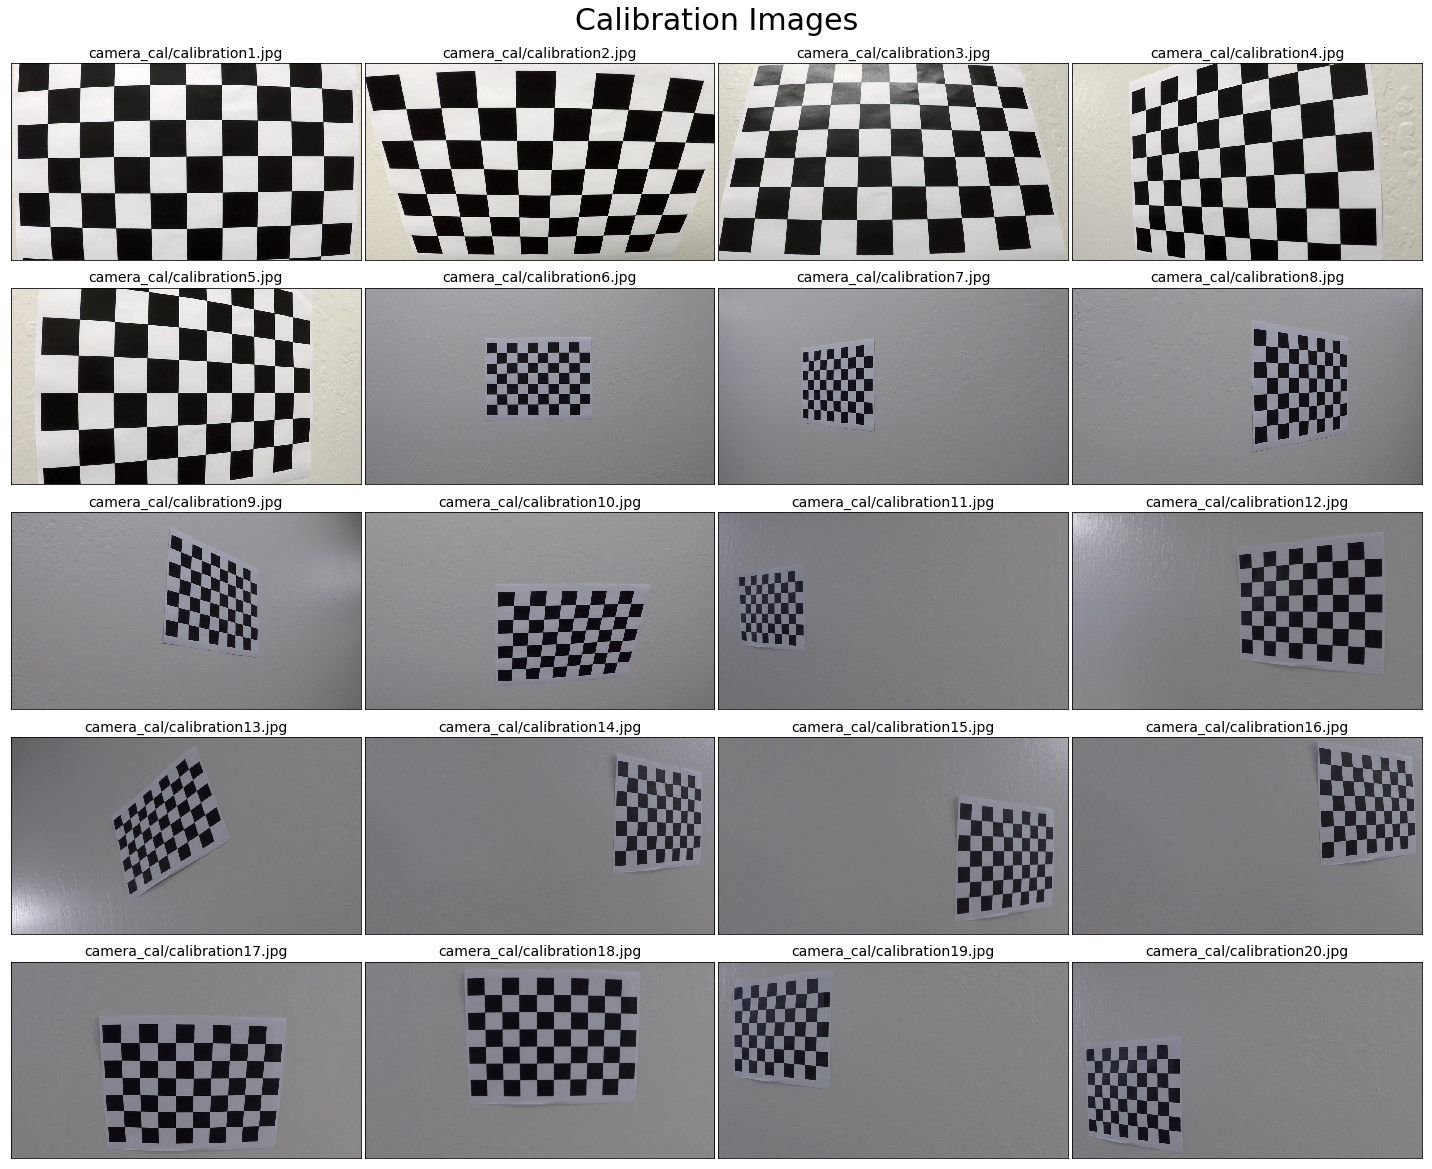 Calibration Images
camera_cal/calibration1.jpg
camera_cal/calibration2.jpg
camera_cal/calibration3.jpg
camera_cal/calibration4.jpg
camera_cal/calibration5.jpg
camera_cal/calibration6.jpg
camera_cal/calibration7.jpg
camera_cal/calibration8.jpg
camera_cal/calibration9.jpg
camera_cal/calibration10.jpg
camera_cal/calibration11.jpg
camera_cal/calibration12.jpg
camera_cal/calibration13.jpg
camera_cal/calibration14.jpg
camera_cal/calibration15.jpg
camera_cal/calibration16.jpg
camera_cal/calibration17.jpg
camera_cal/calibration18.jpg
camera_cal/calibration19.jpg
camera_cal/calibration20.jpg